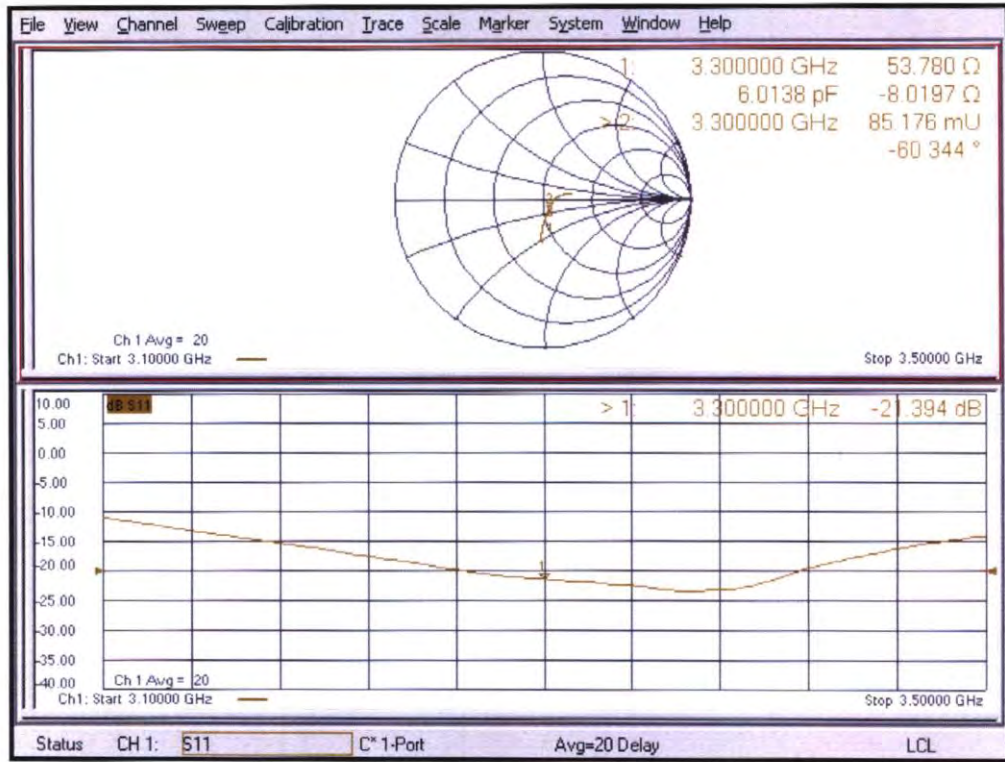 File View Channel Sweep Calibration Trace Scale Marker System Window Help
1: 3.300000 GHz 53.780 Ω
6.0138 pF -8.0197 Ω
> 2: 3.300000 GHz 85.176 mU
-60.344 °
Ch 1 Avg = 20
Ch1: Start 3.10000 GHz
Stop 3.50000 GHz
10.00 dB S11
> 1: 3.300000 GHz -21.394 dB
5.00
0.00
-5.00
-10.00
-15.00
-20.00
1
-25.00
-30.00
-35.00
-40.00
Ch 1 Avg = 20
Ch1: Start 3.10000 GHz
Stop 3.50000 GHz
Status CH 1: S11 C* 1-Port Avg=20 Delay LCL